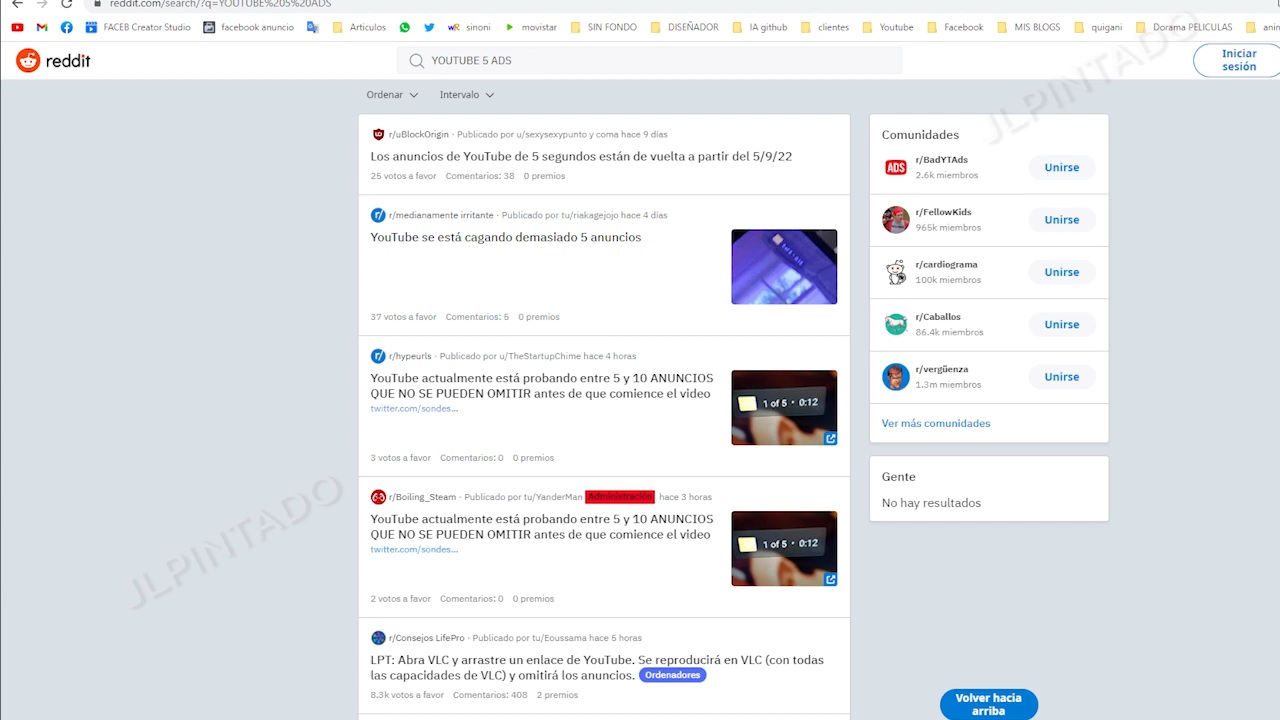 reddit.com/search/?q=YOUTUBE%205%20ADS
FACEB Creator Studio
facebook anuncio
Articulos
sinoni
movistar
SIN FONDO
DISEÑADOR
IA github
clientes
Youtube
Facebook
MIS BLOGS
quigani
Dorama PELICULAS
anin
reddit
YOUTUBE 5 ADS
Iniciar
sesión
Ordenar
Intervalo
r/uBlockOrigin · Publicado por u/sexysexypunto y coma hace 9 días
Los anuncios de YouTube de 5 segundos están de vuelta a partir del 5/9/22
25 votos a favor Comentarios: 38 0 premios
r/medianamente irritante · Publicado por tu/riakagejojo hace 4 días
YouTube se está cagando demasiado 5 anuncios
37 votos a favor Comentarios: 5 0 premios
r/hypeurls · Publicado por u/TheStartupChime hace 4 horas
YouTube actualmente está probando entre 5 y 10 ANUNCIOS
QUE NO SE PUEDEN OMITIR antes de que comience el video
twitter.com/sondes...
1 of 5 · 0:12
3 votos a favor Comentarios: 0 0 premios
r/Boiling_Steam · Publicado por tu/YanderMan Administración hace 3 horas
YouTube actualmente está probando entre 5 y 10 ANUNCIOS
QUE NO SE PUEDEN OMITIR antes de que comience el video
twitter.com/sondes...
1 of 5 · 0:12
2 votos a favor Comentarios: 0 0 premios
r/Consejos LifePro · Publicado por tu/Eoussama hace 5 horas
LPT: Abra VLC y arrastre un enlace de YouTube. Se reproducirá en VLC (con todas
las capacidades de VLC) y omitirá los anuncios. Ordenadores
8.3k votos a favor Comentarios: 408 2 premios
Comunidades
ADS
r/BadYTAds
2.6k miembros
Unirse
r/FellowKids
965k miembros
Unirse
r/cardiograma
100k miembros
Unirse
r/Caballos
86.4k miembros
Unirse
r/vergüenza
1.3m miembros
Unirse
Ver más comunidades
Gente
No hay resultados
Volver hacia
arriba
JLPINTADO
JLPINTADO